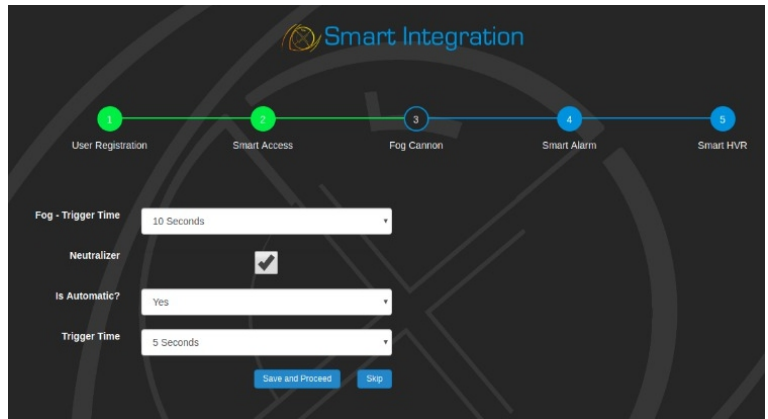 Smart Integration
1 2 3 4 5
User Registration Smart Access Fog Cannon Smart Alarm Smart HVR
Fog - Trigger Time 10 Seconds
Neutralizer
Is Automatic? Yes
Trigger Time 5 Seconds
Save and Proceed Skip